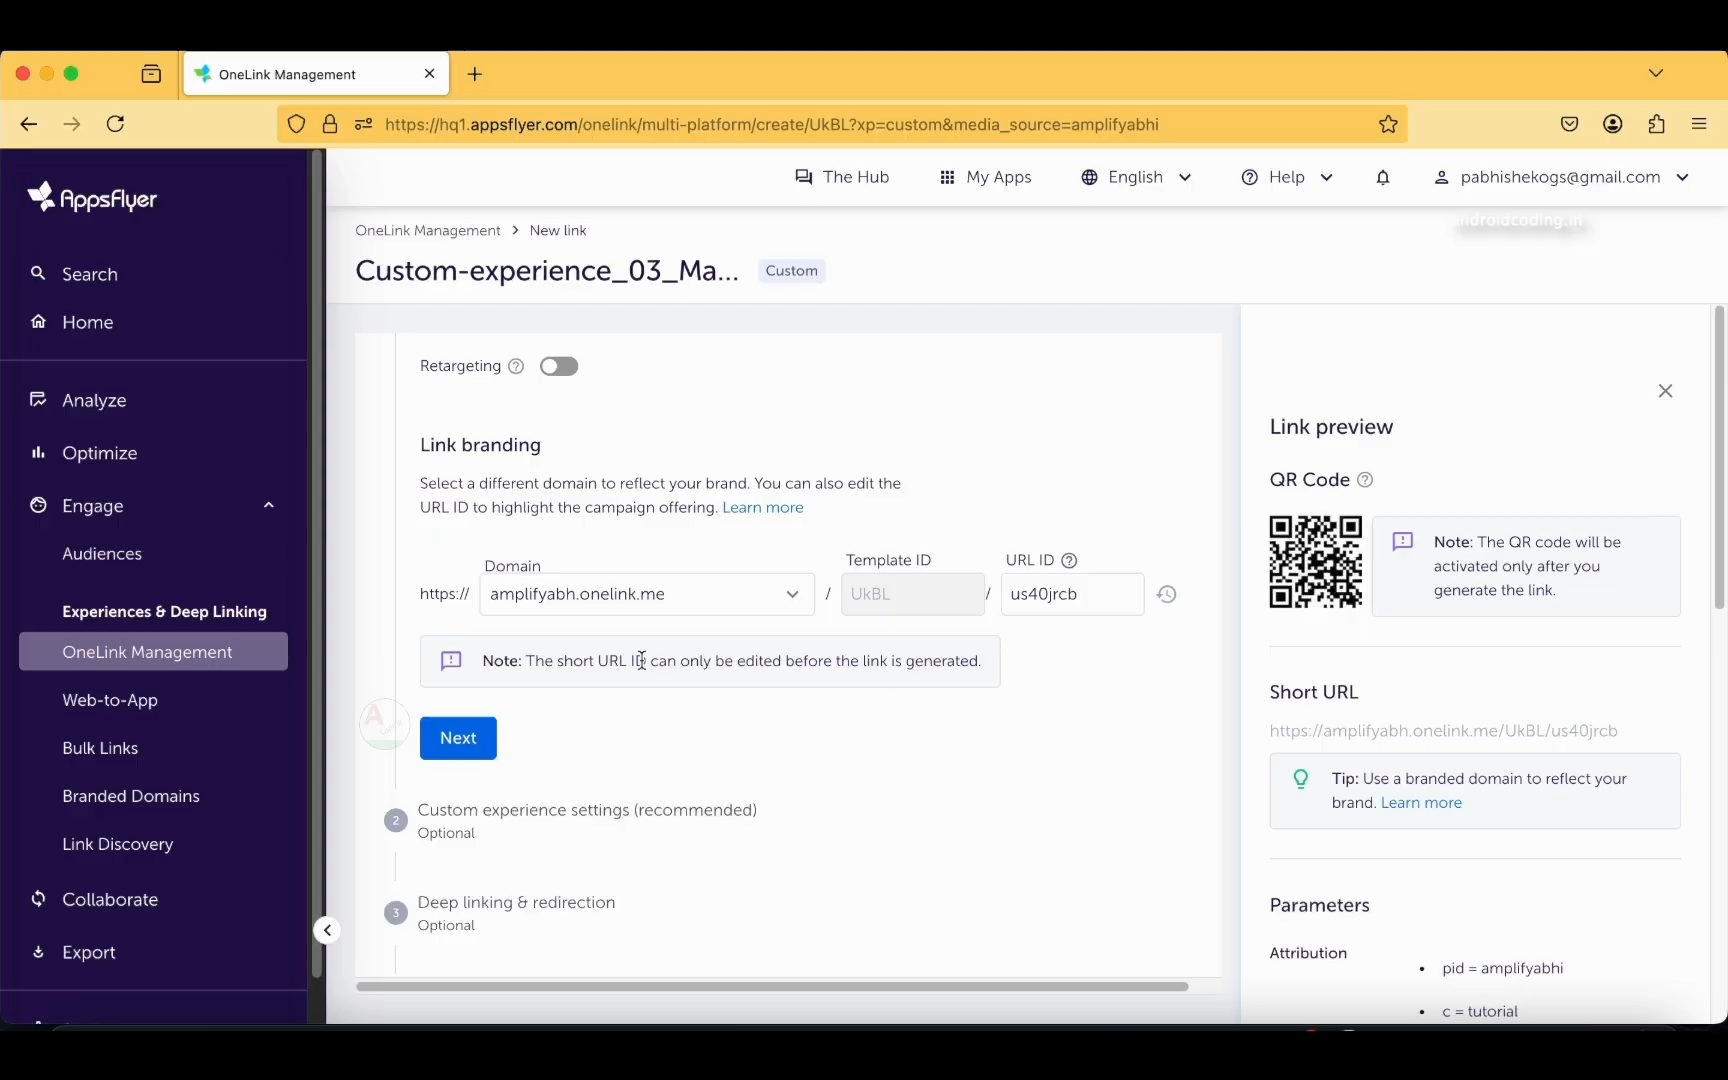 OneLink Management
https://hq1.appsflyer.com/onelink/multi-platform/create/UkBL?xp=custom&media_source=amplifyabhi
AppsFlyer
The Hub
My Apps
English
Help
pabhishekogs@gmail.com
androidcoding.in
OneLink Management > New link
Custom-experience_03_Ma...
Custom
Search
Home
Analyze
Optimize
Engage
Audiences
Experiences & Deep Linking
OneLink Management
Web-to-App
Bulk Links
Branded Domains
Link Discovery
Collaborate
Export
Retargeting
Link branding
Select a different domain to reflect your brand. You can also edit the
URL ID to highlight the campaign offering. Learn more
Domain
Template ID
URL ID
https://
amplifyabh.onelink.me
/
UkBL
/
us40jrcb
Note: The short URL ID can only be edited before the link is generated.
Next
2
Custom experience settings (recommended)
Optional
3
Deep linking & redirection
Optional
Link preview
QR Code
Note: The QR code will be
activated only after you
generate the link.
Short URL
https://amplifyabh.onelink.me/UkBL/us40jrcb
Tip: Use a branded domain to reflect your
brand. Learn more
Parameters
Attribution
• pid = amplifyabhi
• c = tutorial